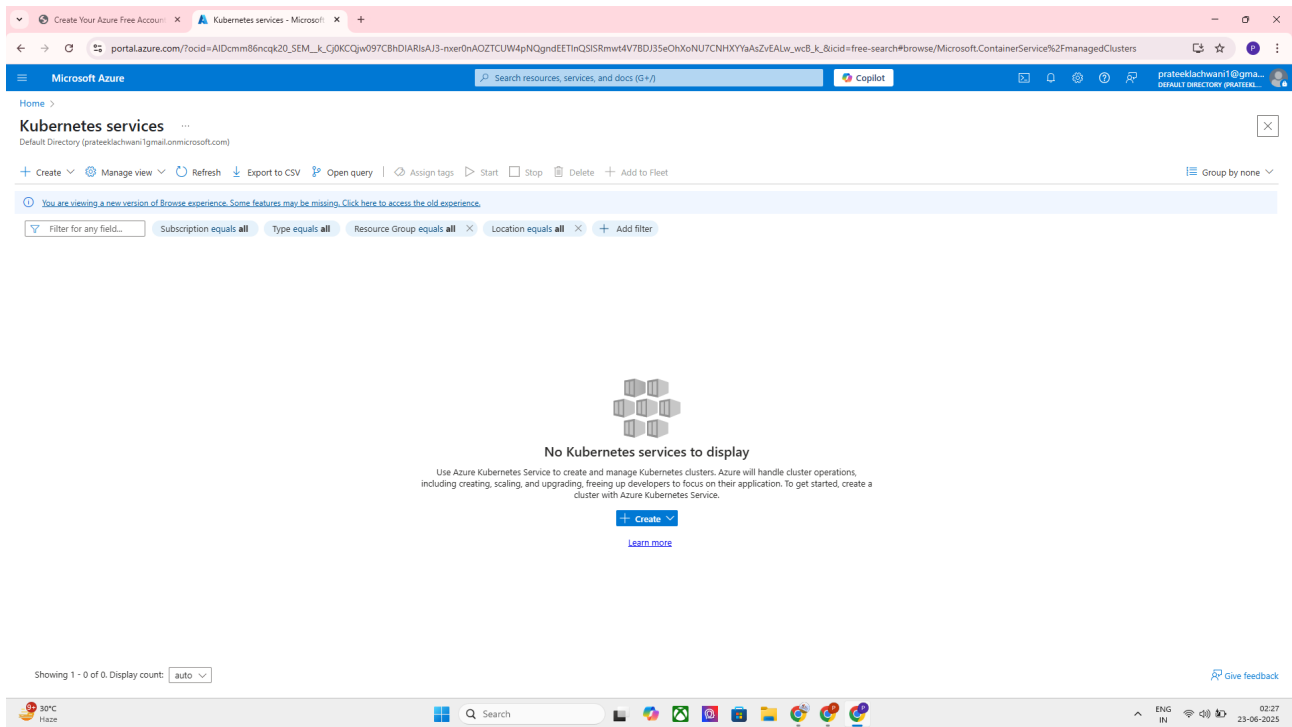 Create Your Azure Free Account
Kubernetes services - Microsoft
portal.azure.com/?ocid=AIDcmm86ncqk20_SEM__k_Cj0KCQjw097CBhDIARIsAJ3-nxer0nAOZTCUW4pNQgndEETInQSISRmwt4V7BDJ35eOhXoNU7CNHXYYaAsZvEALw_wcB_k_&icid=free-search#browse/Microsoft.ContainerService%2FmanagedClusters
P
Microsoft Azure
Search resources, services, and docs (G+/)
Copilot
prateeklachwani1@gma...
DEFAULT DIRECTORY (PRATEEKL...
Home >
Kubernetes services ...
Default Directory (prateeklachwani1gmail.onmicrosoft.com)
Create
Manage view
Refresh
Export to CSV
Open query
Assign tags
Start
Stop
Delete
Add to Fleet
Group by none
You are viewing a new version of Browse experience. Some features may be missing. Click here to access the old experience.
Filter for any field...
Subscription equals all
Type equals all
Resource Group equals all
Location equals all
Add filter
No Kubernetes services to display
Use Azure Kubernetes Service to create and manage Kubernetes clusters. Azure will handle cluster operations,
including creating, scaling, and upgrading, freeing up developers to focus on their application. To get started, create a
cluster with Azure Kubernetes Service.
Create
Learn more
Showing 1 - 0 of 0. Display count: auto
Give feedback
9+
30°C
Haze
Search
P
P
ENG
IN
02:27
23-06-2025